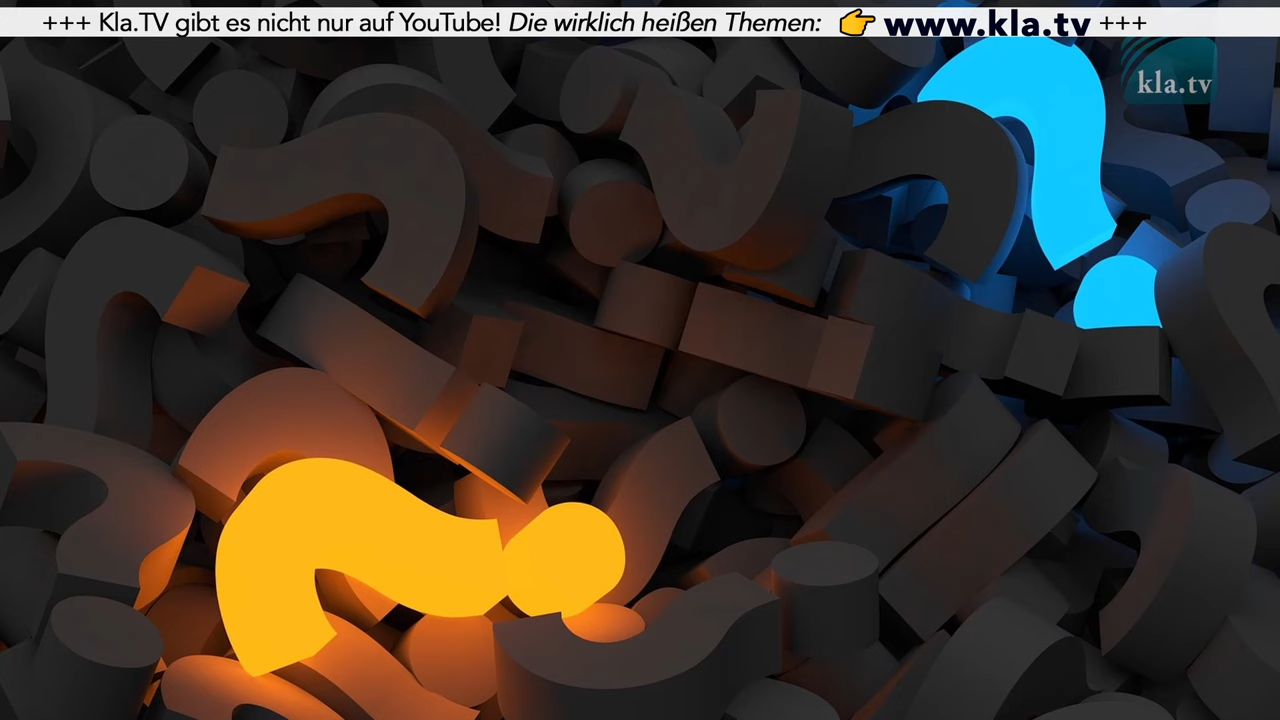 +++ Kla.TV gibt es nicht nur auf YouTube! Die wirklich heißen Themen: 👉 www.kla.tv +++
kla.tv